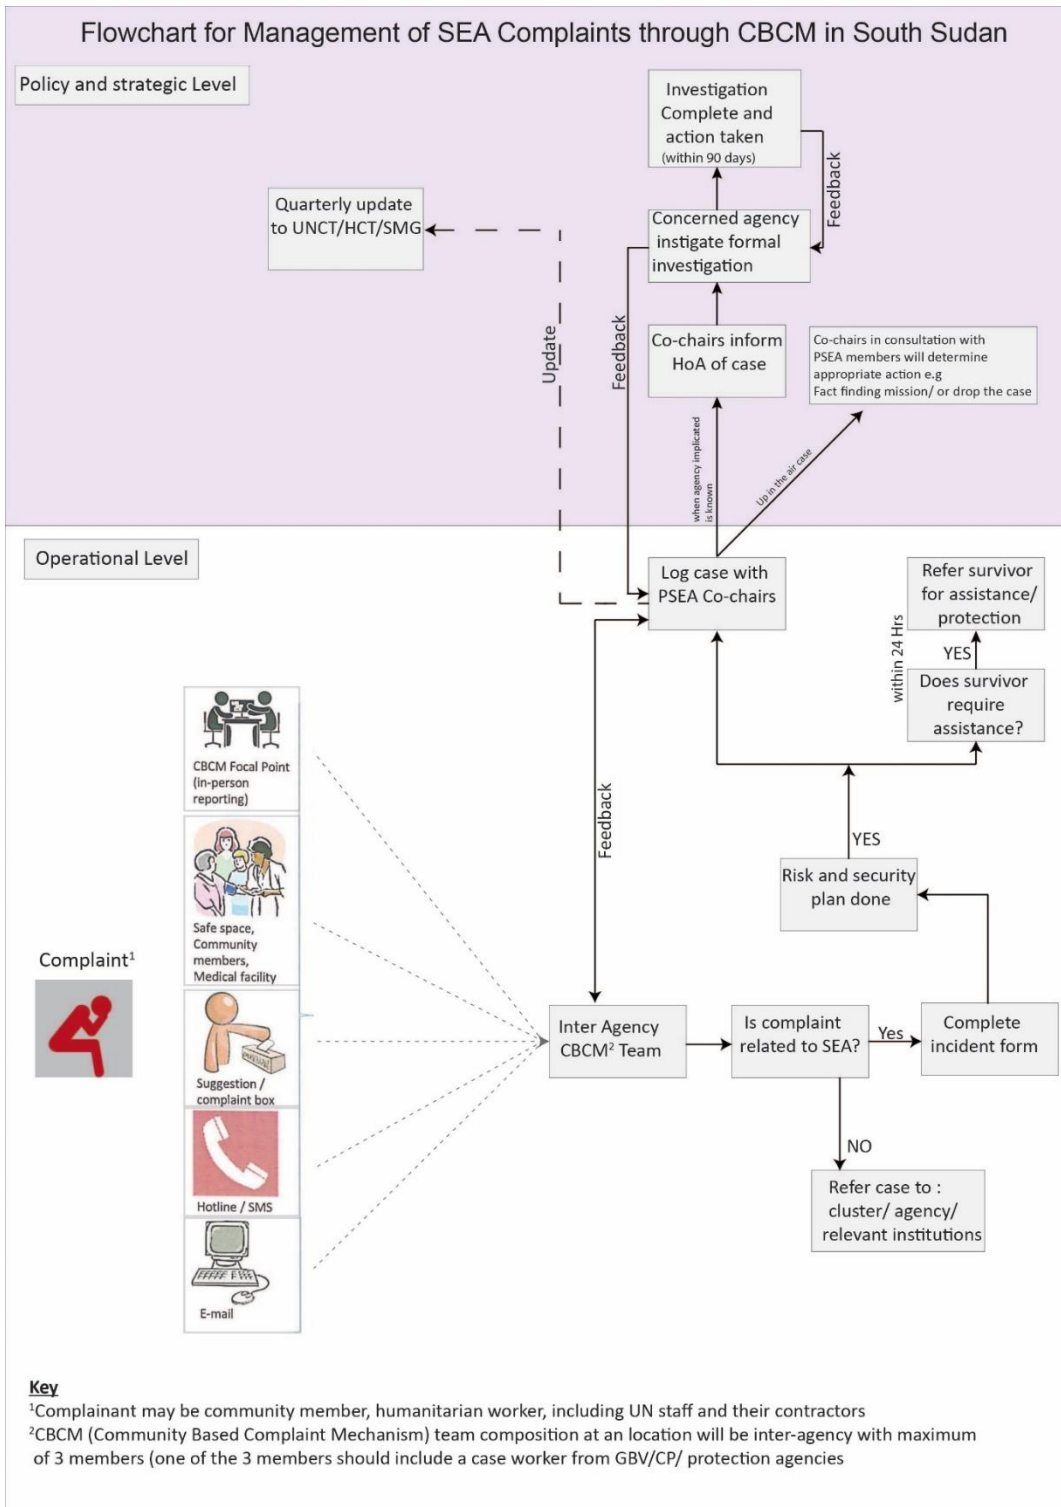 Flowchart for Management of SEA Complaints through CBCM in South Sudan
Policy and strategic Level
Investigation
Complete and
action taken
(within 90 days)
Feedback
Quarterly update
to UNCT/HCT/SMG
Concerned agency
instigate formal
investigation
Update
Feedback
Co-chairs inform
HoA of case
Co-chairs in consultation with
PSEA members will determine
appropriate action e.g
Fact finding mission/ or drop the case
when agency implicated
is known
Up in the air case
Operational Level
Log case with
PSEA Co-chairs
Refer survivor
for assistance/
protection
within 24 Hrs
YES
Does survivor
require
assistance?
CBCM Focal Point
(in-person
reporting)
Feedback
YES
Risk and security
plan done
Safe space,
Community
members,
Medical facility
Complaint¹
Inter Agency
CBCM² Team
Is complaint
related to SEA?
Yes
Complete
incident form
Suggestion /
complaint box
NO
Refer case to :
cluster/ agency/
relevant institutions
Hotline / SMS
E-mail
Key
¹Complainant may be community member, humanitarian worker, including UN staff and their contractors
²CBCM (Community Based Complaint Mechanism) team composition at an location will be inter-agency with maximum
of 3 members (one of the 3 members should include a case worker from GBV/CP/ protection agencies